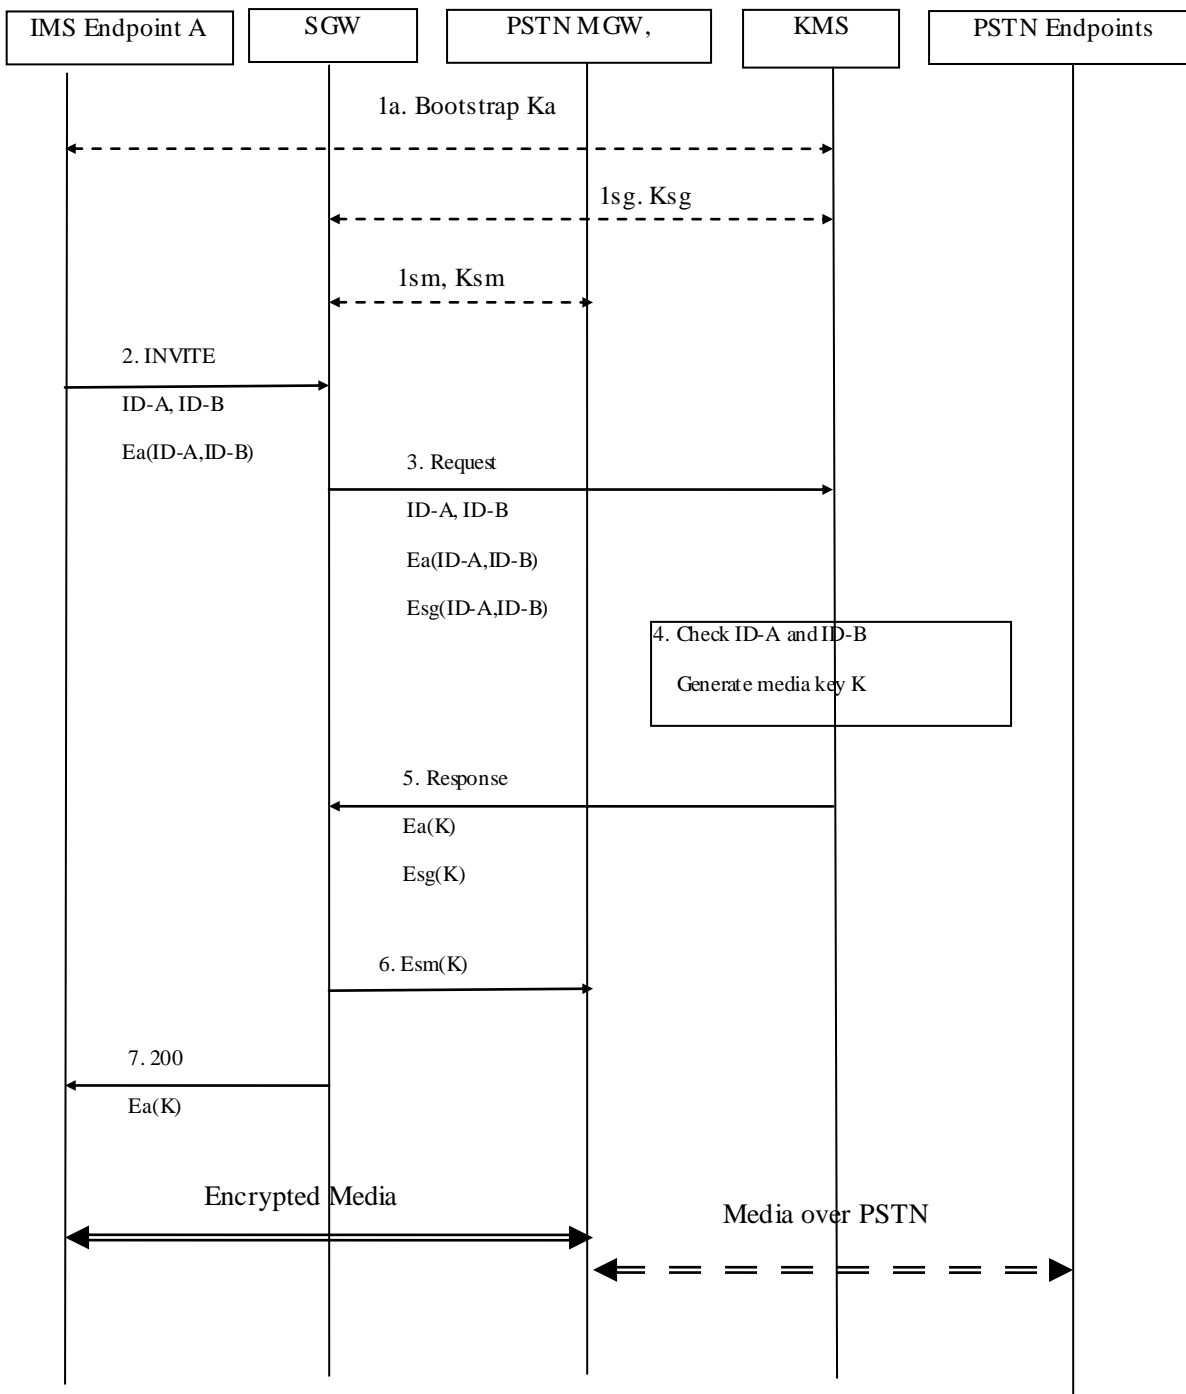 IMS Endpoint A
SGW
PSTN MGW,
KMS
PSTN Endpoints
1a. Bootstrap Ka
1sg. Ksg
1sm, Ksm
2. INVITE
ID-A, ID-B
Ea(ID-A,ID-B)
3. Request
ID-A, ID-B
Ea(ID-A,ID-B)
Esg(ID-A,ID-B)
4. Check ID-A and ID-B
Generate media key K
5. Response
Ea(K)
Esg(K)
6. Esm(K)
7. 200
Ea(K)
Encrypted Media
Media over PSTN